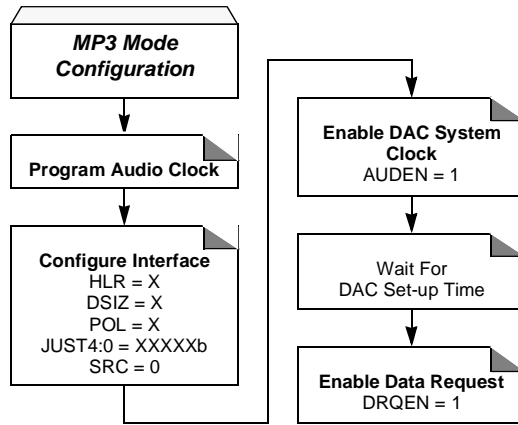 MP3 Mode
Configuration
Program Audio Clock
Configure Interface
HLR = X
DSIZ = X
POL = X
JUST4:0 = XXXXXb
SRC = 0
Enable DAC System
Clock
AUDEN = 1
Wait For
DAC Set-up Time
Enable Data Request
DRQEN = 1